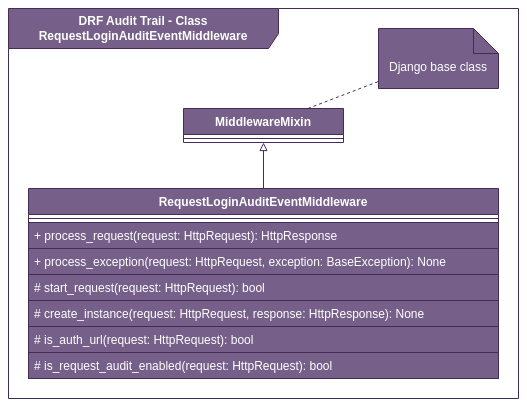 DRF Audit Trail - Class
RequestLoginAuditEventMiddleware
Django base class
MiddlewareMixin
RequestLoginAuditEventMiddleware
+ process_request(request: HttpRequest): HttpResponse
+ process_exception(request: HttpRequest, exception: BaseException): None
# start_request(request: HttpRequest): bool
# create_instance(request: HttpRequest, response: HttpResponse): None
# is_auth_url(request: HttpRequest): bool
# is_request_audit_enabled(request: HttpRequest): bool